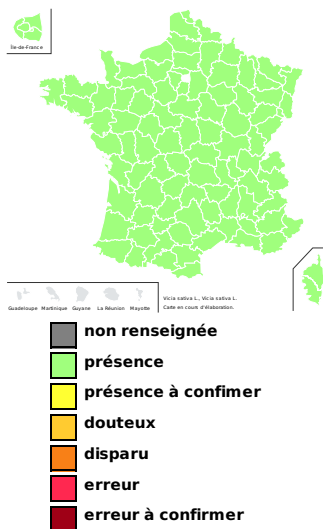 Île-de-France
Guadeloupe Martinique Guyane La Réunion Mayotte
Vicia sativa L., Vicia sativa L.
Carte en cours d'élaboration.
non renseignée
présence
présence à confimer
douteux
disparu
erreur
erreur à confirmer